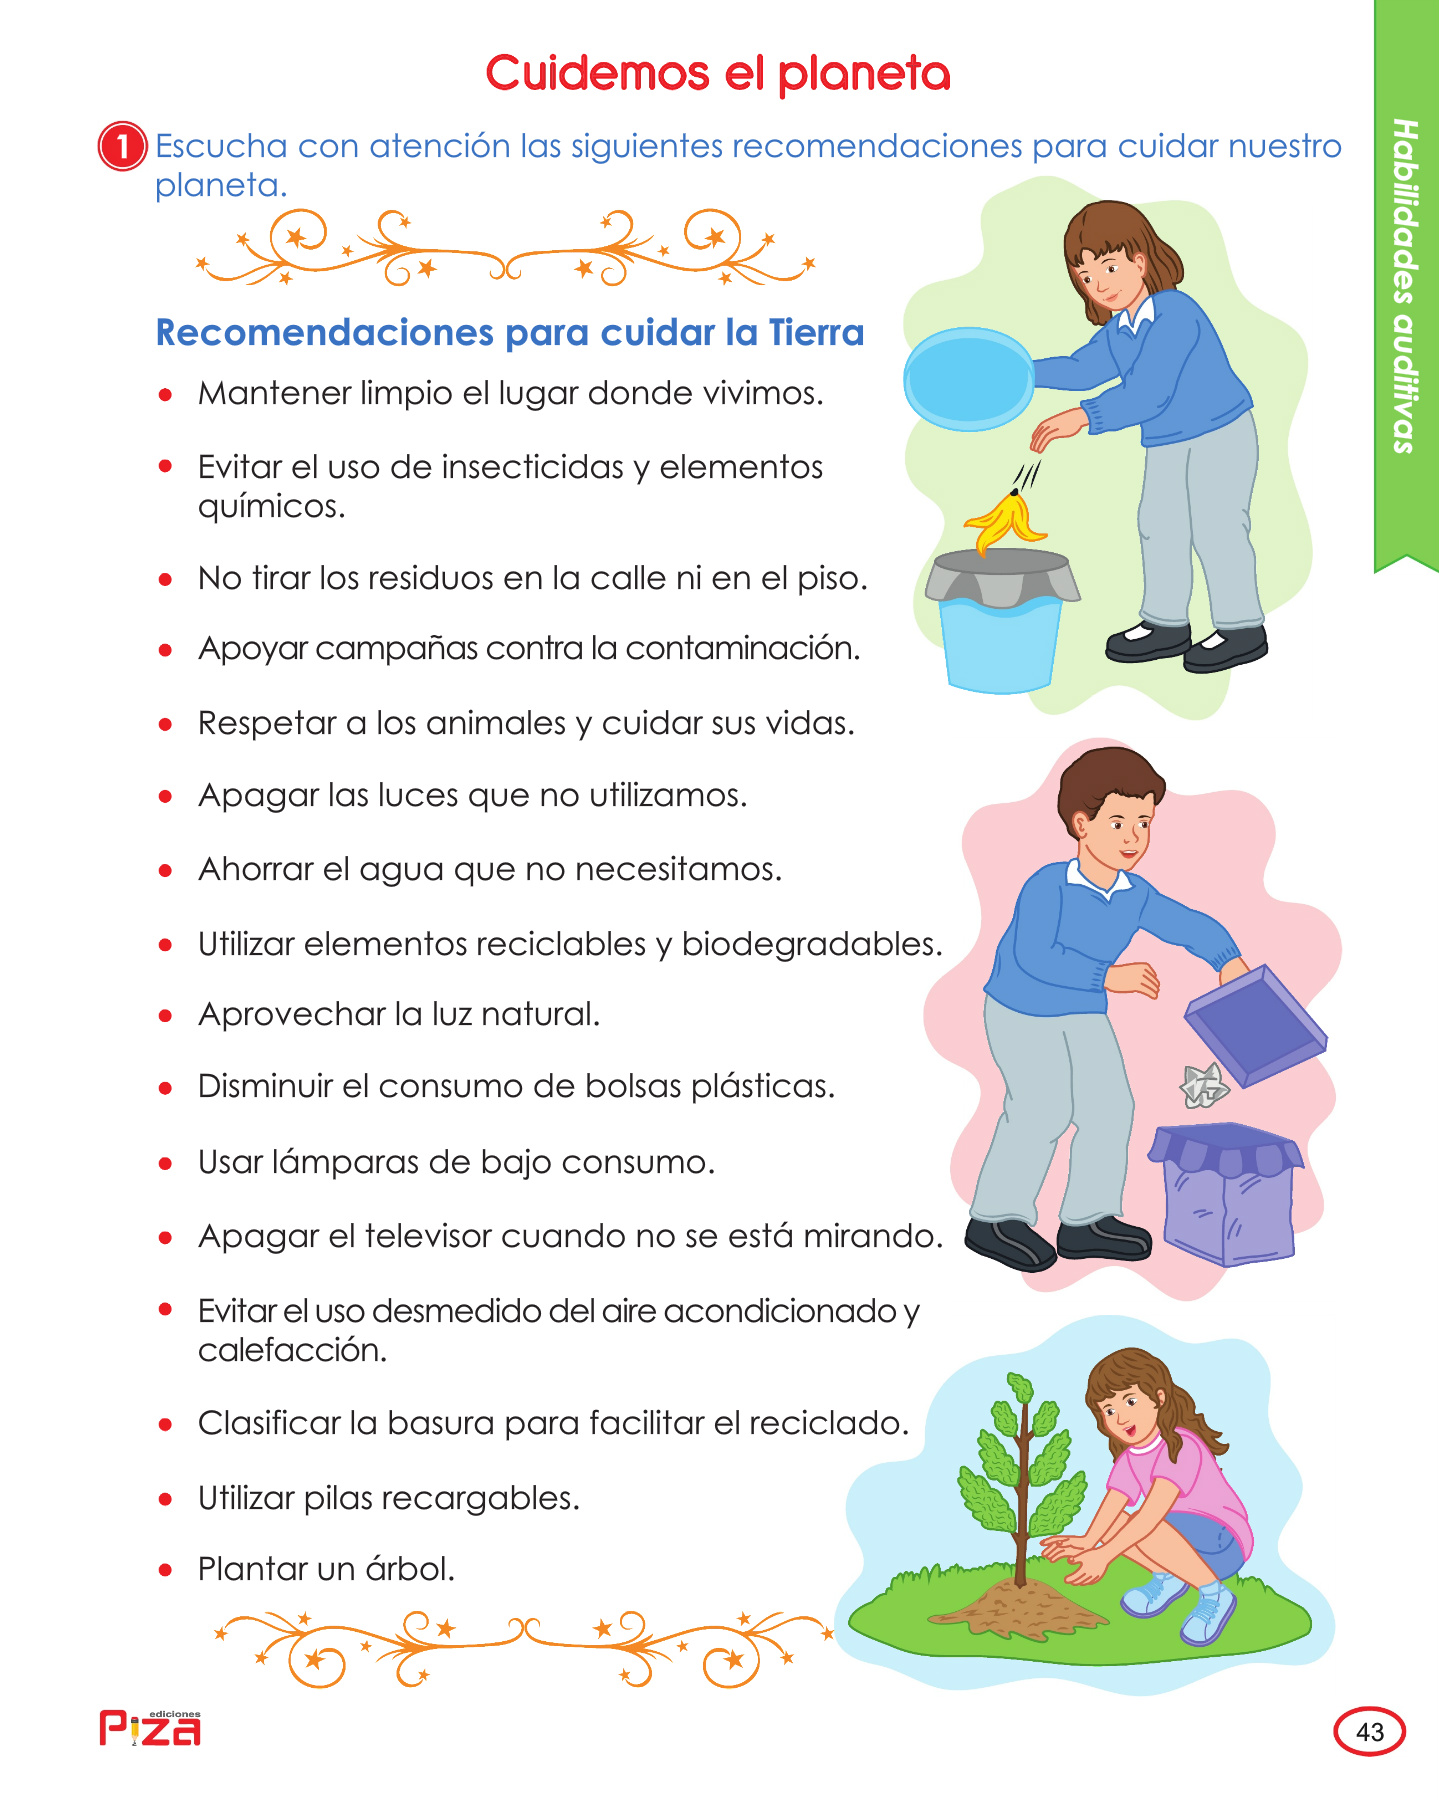 Cuidemos el planeta
1 Escucha con atención las siguientes recomendaciones para cuidar nuestro
planeta.
Habilidades auditivas
Recomendaciones para cuidar la Tierra
• Mantener limpio el lugar donde vivimos.
• Evitar el uso de insecticidas y elementos
químicos.
• No tirar los residuos en la calle ni en el piso.
• Apoyar campañas contra la contaminación.
• Respetar a los animales y cuidar sus vidas.
• Apagar las luces que no utilizamos.
• Ahorrar el agua que no necesitamos.
• Utilizar elementos reciclables y biodegradables.
• Aprovechar la luz natural.
• Disminuir el consumo de bolsas plásticas.
• Usar lámparas de bajo consumo.
• Apagar el televisor cuando no se está mirando.
• Evitar el uso desmedido del aire acondicionado y
calefacción.
• Clasificar la basura para facilitar el reciclado.
• Utilizar pilas recargables.
• Plantar un árbol.
ediciones
Piza
43